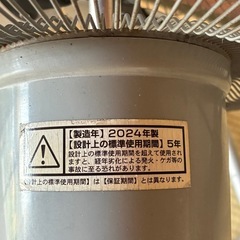 【製造年】2024年製
【設計上の標準使用期間】5年
設計上の標準使用期間を超えて使用され
ますと、経年劣化による発火・ケガ等の
事故に至る恐れがあります。
設計上の標準使用期間】は【保証期間】とは異なります。